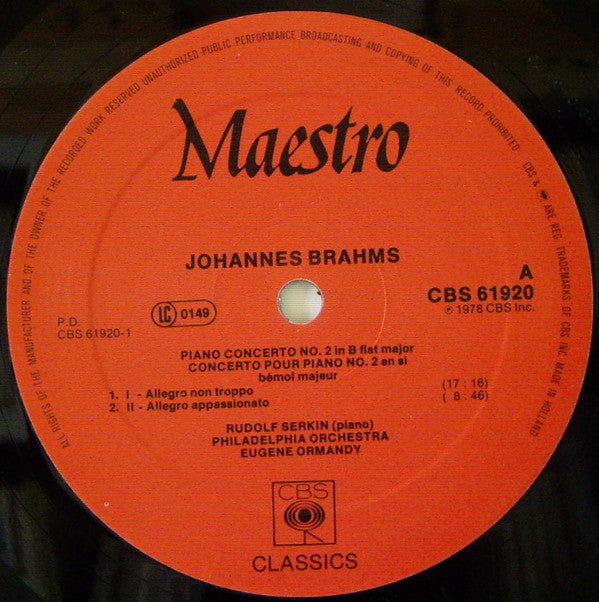 ALL RIGHTS OF THE MANUFACTURER AND OF THE OWNER OF THE RECORDED WORK RESERVED UNAUTHORIZED PUBLIC PERFORMANCE BROADCASTING AND COPYING OF THIS RECORD PROHIBITED CBS & ARE REG. TRADEMARKS OF CBS INC. MADE IN HOLLAND
Maestro
JOHANNES BRAHMS
A
CBS 61920
℗ 1978 CBS Inc.
P.D.
CBS 61920-1
LC 0149
PIANO CONCERTO NO. 2 in B flat major
CONCERTO POUR PIANO NO. 2 en si
bémol majeur
1. I - Allegro non troppo (17 : 16)
2. II - Allegro appassionato ( 8 : 46)
RUDOLF SERKIN (piano)
PHILADELPHIA ORCHESTRA
EUGENE ORMANDY
CBS
CLASSICS